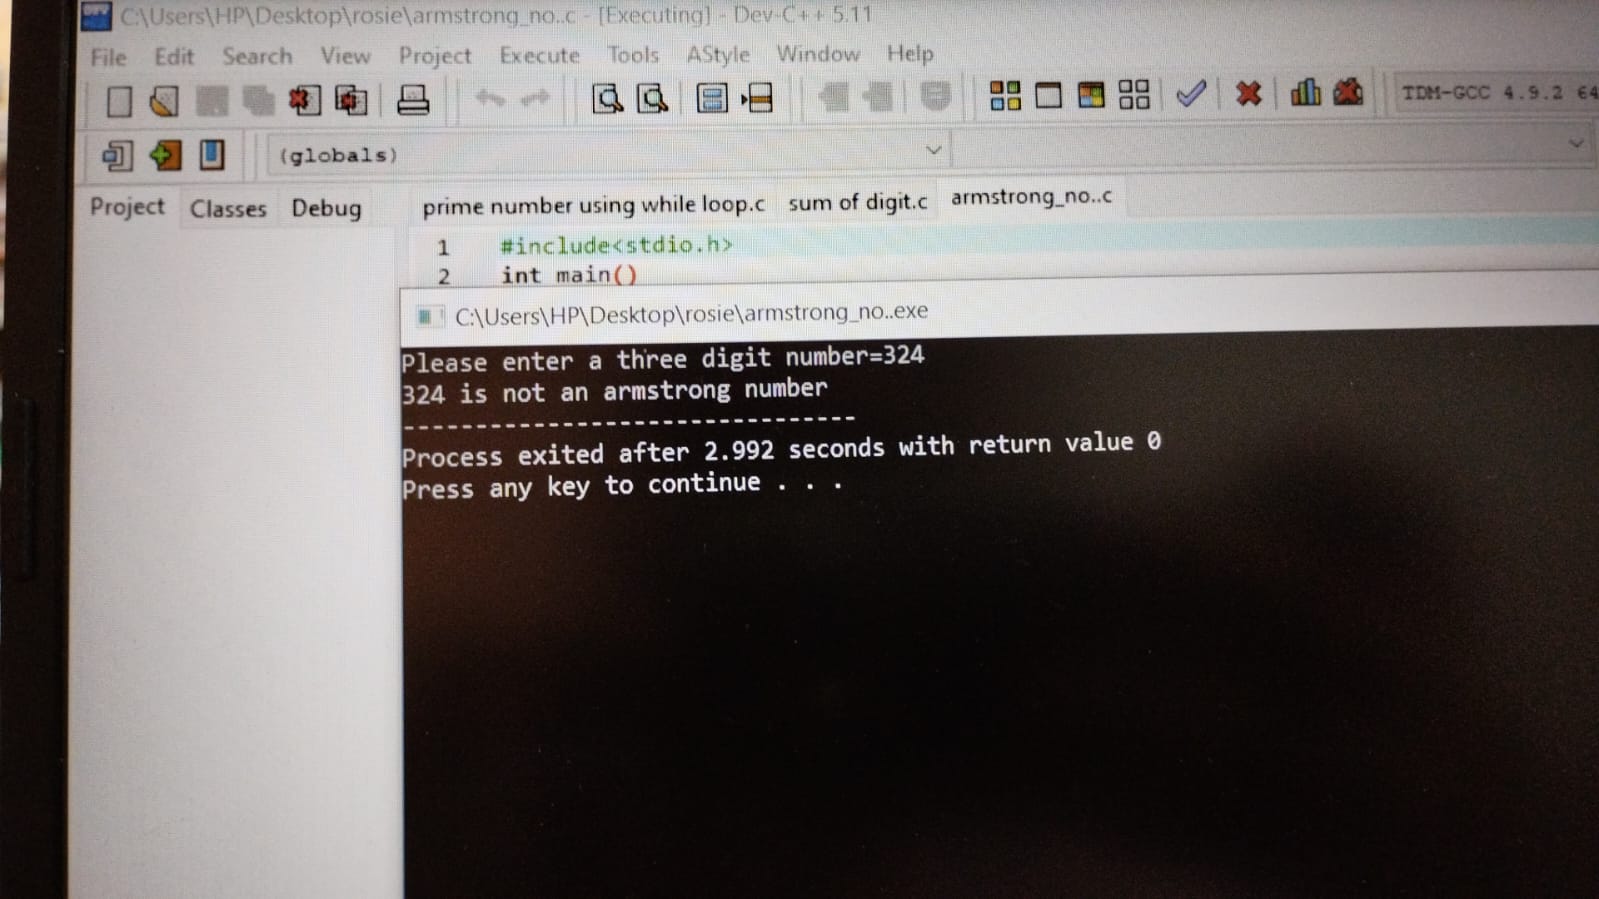 C:\Users\HP\Desktop\rosie\armstrong_no..c - [Executing] - Dev-C++ 5.11
File Edit Search View Project Execute Tools AStyle Window Help
TDM-GCC 4.9.2 64
(globals)
Project Classes Debug
prime number using while loop.c sum of digit.c armstrong_no..c
1 #include<stdio.h>
2 int main()
C:\Users\HP\Desktop\rosie\armstrong_no..exe
Please enter a three digit number=324
324 is not an armstrong number
--------------------------------
Process exited after 2.992 seconds with return value 0
Press any key to continue . . .